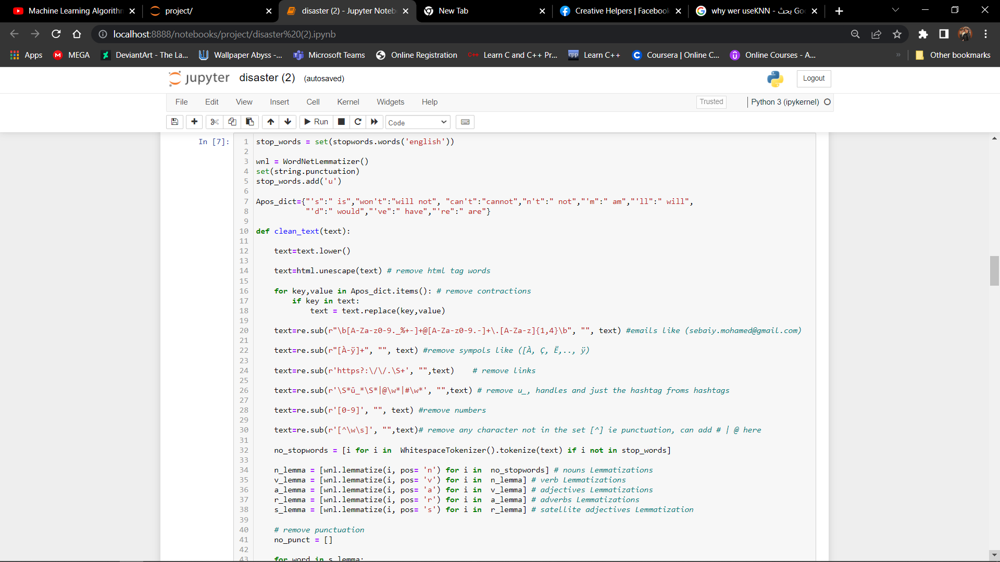 Machine Learning Algorithm
project/
disaster (2) - Jupyter Noteb
New Tab
Creative Helpers | Facebook
why wer useKNN - بحث Go
localhost:8888/notebooks/project/disaster%20(2).ipynb
Apps
MEGA
DeviantArt - The La...
Wallpaper Abyss -...
Microsoft Teams
Online Registration
C++ Learn C and C++ Pr...
cpp Learn C++
Coursera | Online C...
Online Courses - A...
»
Other bookmarks
jupyter disaster (2) (autosaved)
Logout
File Edit View Insert Cell Kernel Widgets Help
Trusted
Python 3 (ipykernel)
Run
Code
In [7]:
1 stop_words = set(stopwords.words('english'))
2
3 wnl = WordNetLemmatizer()
4 set(string.punctuation)
5 stop_words.add('u')
6
7 Apos_dict={"'s":" is","won't":"will not", "can't":"cannot","n't":" not","'m":" am","'ll":" will",
8 "'d":" would","'ve":" have","'re":" are"}
9
10 def clean_text(text):
11
12 text=text.lower()
13
14 text=html.unescape(text) # remove html tag words
15
16 for key,value in Apos_dict.items(): # remove contractions
17 if key in text:
18 text = text.replace(key,value)
19
20 text=re.sub(r"\b[A-Za-z0-9._%+-]+@[A-Za-z0-9.-]+\.[A-Za-z]{1,4}\b", "", text) #emails like (sebaiy.mohamed@gmail.com)
21
22 text=re.sub(r"[À-ÿ]+", "", text) #remove sympols like ([À, Ç, Ë,.., ÿ)
23
24 text=re.sub(r'https?:\/\/.\S+', "",text) # remove links
25
26 text=re.sub(r'\S*û_*\S*|@\w*|#\w*', "",text) # remove u_, handles and just the hashtag froms hashtags
27
28 text=re.sub(r'[0-9]', "", text) #remove numbers
29
30 text=re.sub(r'[^\w\s]', "",text)# remove any character not in the set [^] ie punctuation, can add # | @ here
31
32 no_stopwords = [i for i in WhitespaceTokenizer().tokenize(text) if i not in stop_words]
33
34 n_lemma = [wnl.lemmatize(i, pos= 'n') for i in no_stopwords] # nouns Lemmatizations
35 v_lemma = [wnl.lemmatize(i, pos= 'v') for i in n_lemma] # verb Lemmatizations
36 a_lemma = [wnl.lemmatize(i, pos= 'a') for i in v_lemma] # adjectives Lemmatizations
37 r_lemma = [wnl.lemmatize(i, pos= 'r') for i in a_lemma] # adverbs Lemmatizations
38 s_lemma = [wnl.lemmatize(i, pos= 's') for i in r_lemma] # satellite adjectives Lemmatization
39
40 # remove punctuation
41 no_punct = []
42
43 for word in s_lemma: